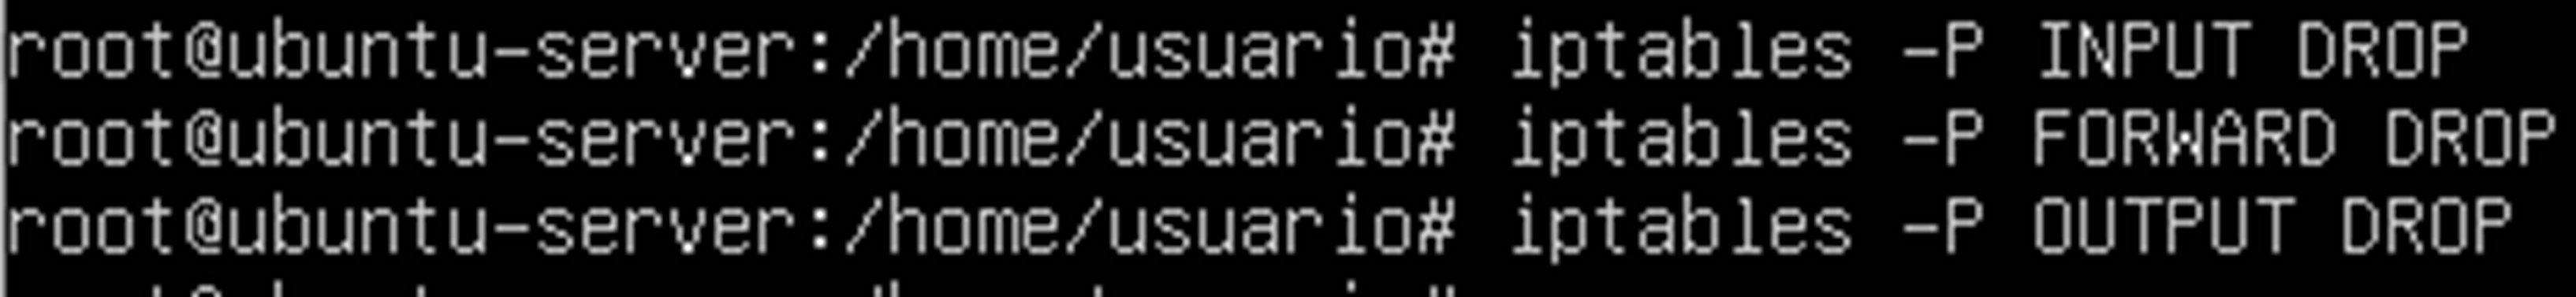 root@ubuntu-server:/home/usuario# iptables -P INPUT DROP
root@ubuntu-server:/home/usuario# iptables -P FORWARD DROP
root@ubuntu-server:/home/usuario# iptables -P OUTPUT DROP